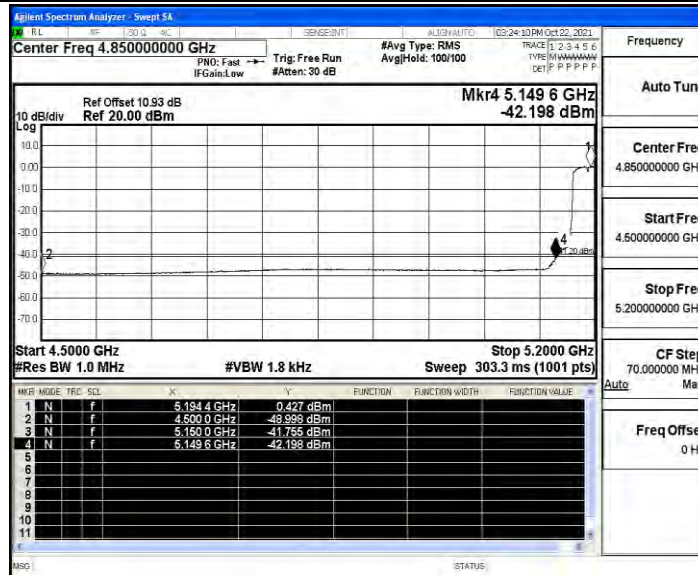 Agilent Spectrum Analyzer - Swept SA
RL RF 50 Ω AC SENSE:INT ALIGN AUTO 03:24:10 PM Oct 22, 2021
Center Freq 4.850000000 GHz
PNO: Fast
IFGain:Low
Trig: Free Run
#Atten: 30 dB
#Avg Type: RMS
Avg|Hold: 100/100
TRACE 1 2 3 4 5 6
TYPE M WWWWW
DET P P P P P P
Mkr4 5.149 6 GHz
-42.198 dBm
Ref Offset 10.93 dB
10 dB/div Ref 20.00 dBm
Log
10.0
0.00
-10.0
-20.0
-30.0
-40.0
-50.0
-60.0
-70.0
1
2
4
Start 4.5000 GHz Stop 5.2000 GHz
#Res BW 1.0 MHz #VBW 1.8 kHz Sweep 303.3 ms (1001 pts)
MKR MODE TRC SCL X Y FUNCTION FUNCTION WIDTH FUNCTION VALUE
1 N f 5.194 4 GHz 0.427 dBm
2 N f 4.500 0 GHz -48.998 dBm
3 N f 5.150 0 GHz -41.755 dBm
4 N f 5.149 6 GHz -42.198 dBm
5
6
7
8
9
10
11
MSG STATUS
Frequency
Auto Tun
Center Fre
4.850000000 GH
Start Fre
4.500000000 GH
Stop Fre
5.200000000 GH
CF Step
70.000000 MH
Auto Ma
Freq Offse
0 H